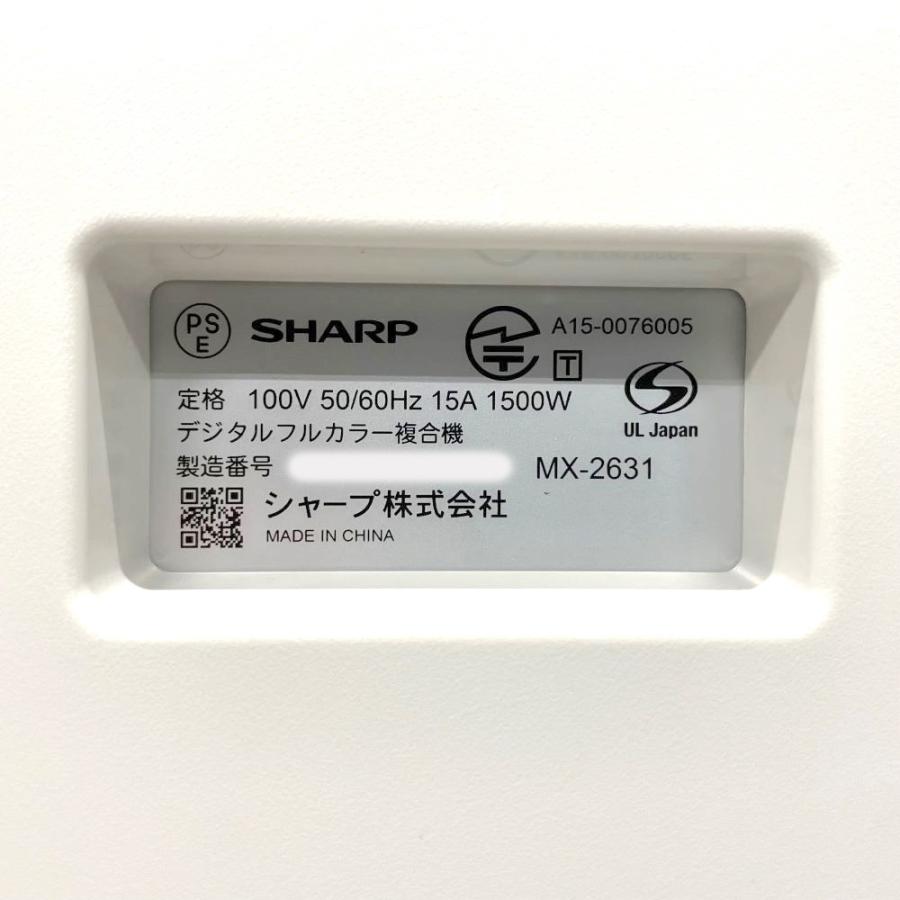 PS
E
SHARP
A15-0076005
T
定格 100V 50/60Hz 15A 1500W
デジタルフルカラー複合機
UL Japan
製造番号 MX-2631
シャープ株式会社
MADE IN CHINA